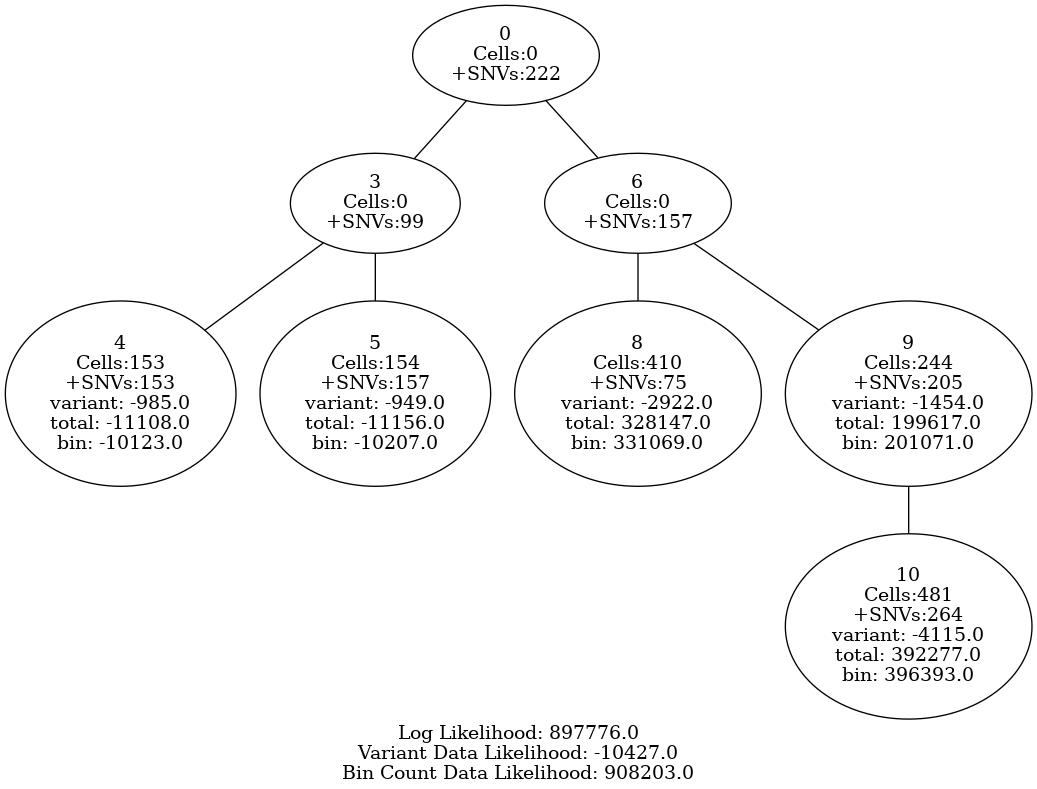 0
Cells:0
+SNVs:222
3
Cells:0
+SNVs:99
6
Cells:0
+SNVs:157
4
Cells:153
+SNVs:153
variant: -985.0
total: -11108.0
bin: -10123.0
5
Cells:154
+SNVs:157
variant: -949.0
total: -11156.0
bin: -10207.0
8
Cells:410
+SNVs:75
variant: -2922.0
total: 328147.0
bin: 331069.0
9
Cells:244
+SNVs:205
variant: -1454.0
total: 199617.0
bin: 201071.0
10
Cells:481
+SNVs:264
variant: -4115.0
total: 392277.0
bin: 396393.0
Log Likelihood: 897776.0
Variant Data Likelihood: -10427.0
Bin Count Data Likelihood: 908203.0